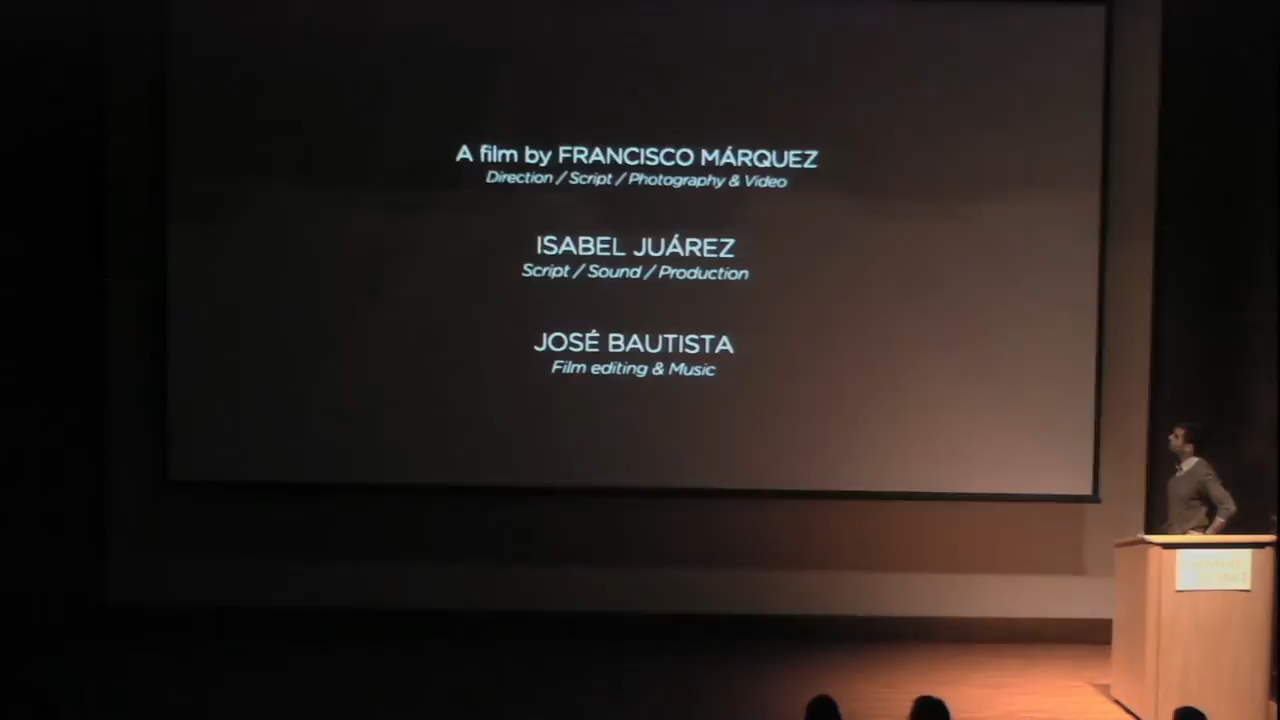 A film by FRANCISCO MÁRQUEZ
Direction / Script / Photography & Video
ISABEL JUÁREZ
Script / Sound / Production
JOSÉ BAUTISTA
Film editing & Music